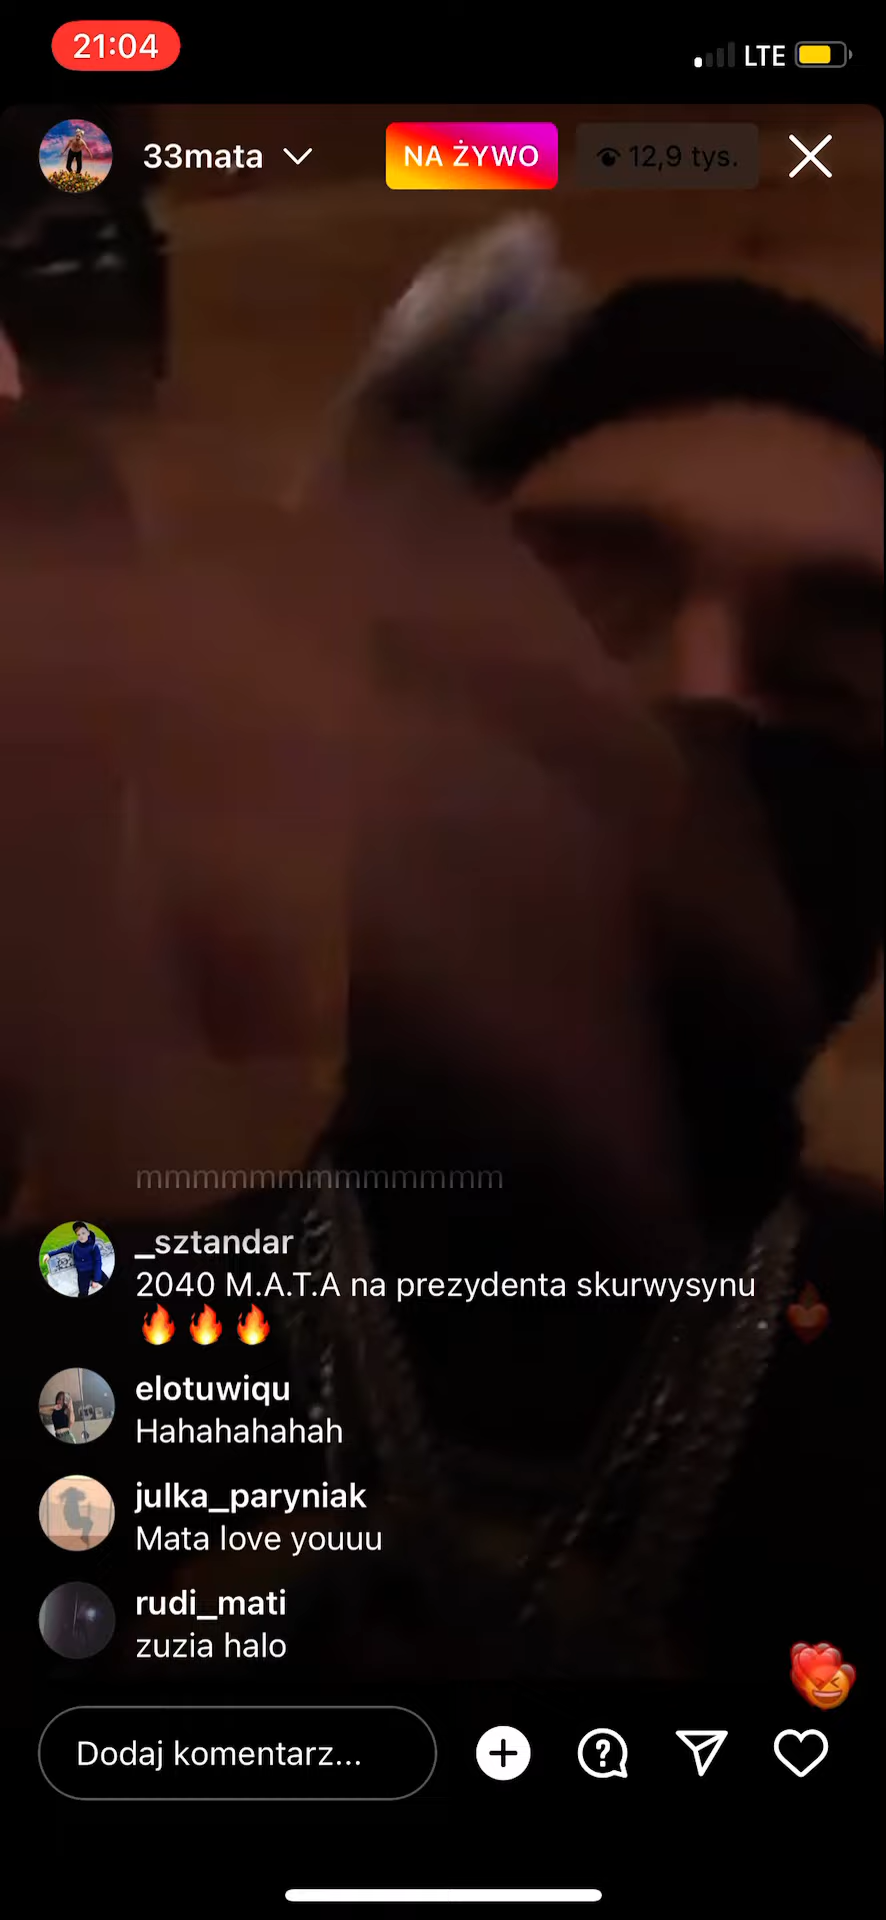 21:04
LTE
33mata
NA ŻYWO
12,9 tys.
mmmmmmmmmmmmm
_sztandar
2040 M.A.T.A na prezydenta skurwysynu
🔥🔥🔥
elotuwiqu
Hahahahahah
julka_paryniak
Mata love youuu
rudi_mati
zuzia halo
Dodaj komentarz...